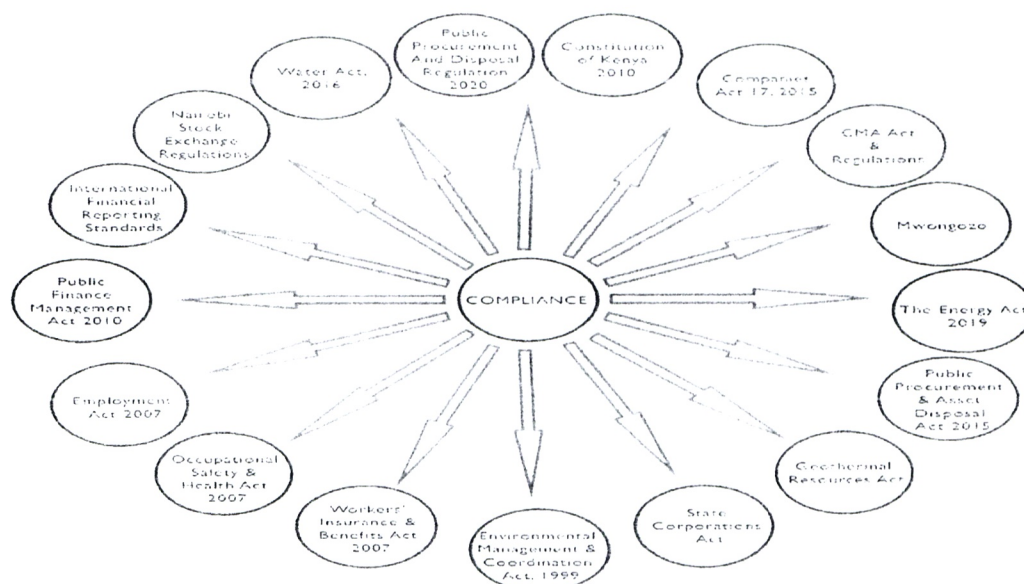 Public
Procurement
And Disposal
Regulation
2020
Constitution
of Kenya
2010
Companies
Act 17, 2015
CMA Act
&
Regulations
Mwongozo
The Energy Act
2019
Public
Procurement
& Asset
Disposal
Act 2015
Geothermal
Resources Act
State
Corporations
Act
Environmental
Management &
Coordination
Act, 1999
Workers'
Insurance &
Benefits Act
2007
Occupational
Safety &
Health Act
2007
Employment
Act 2007
Public
Finance
Management
Act 2010
International
Financial
Reporting
Standards
Nairobi
Stock
Exchange
Regulations
Water Act,
2016
COMPLIANCE